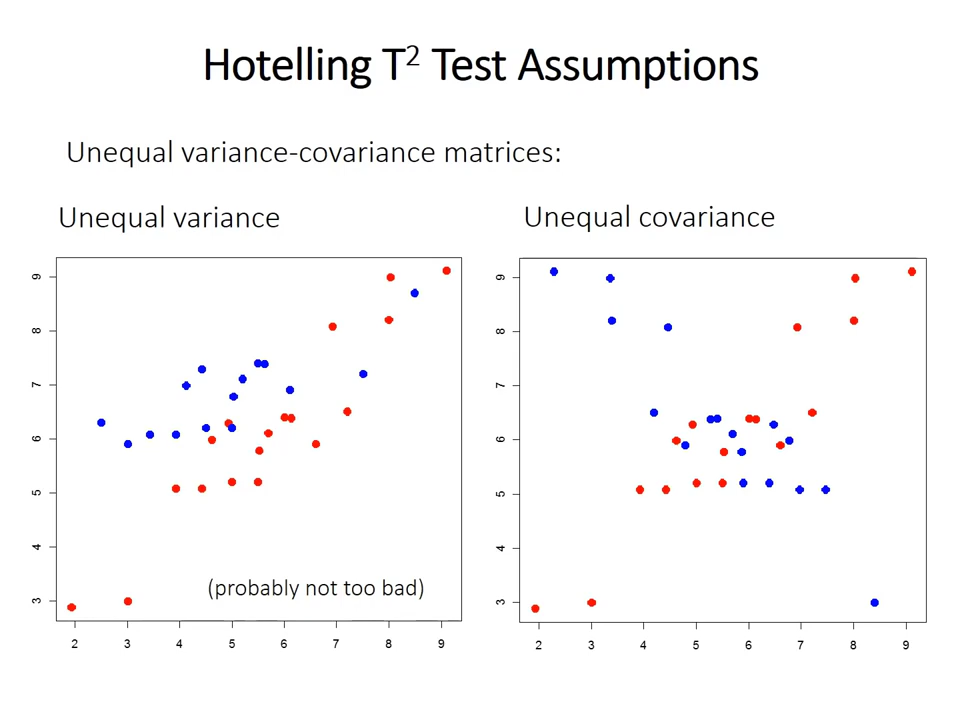 Hotelling T² Test Assumptions
Unequal variance-covariance matrices:
Unequal variance
Unequal covariance
9
8
7
6
5
4
3
(probably not too bad)
2 3 4 5 6 7 8 9
9
8
7
6
5
4
3
2 3 4 5 6 7 8 9